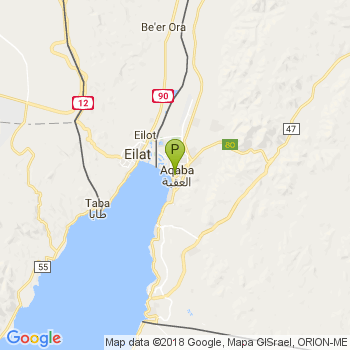 Be'er Ora
90
12
Eilot
47
60
Eilat
P
Aqaba
العقبة
Taba
طابا
55
Google
Map data ©2018 Google, Mapa GISrael, ORION-ME